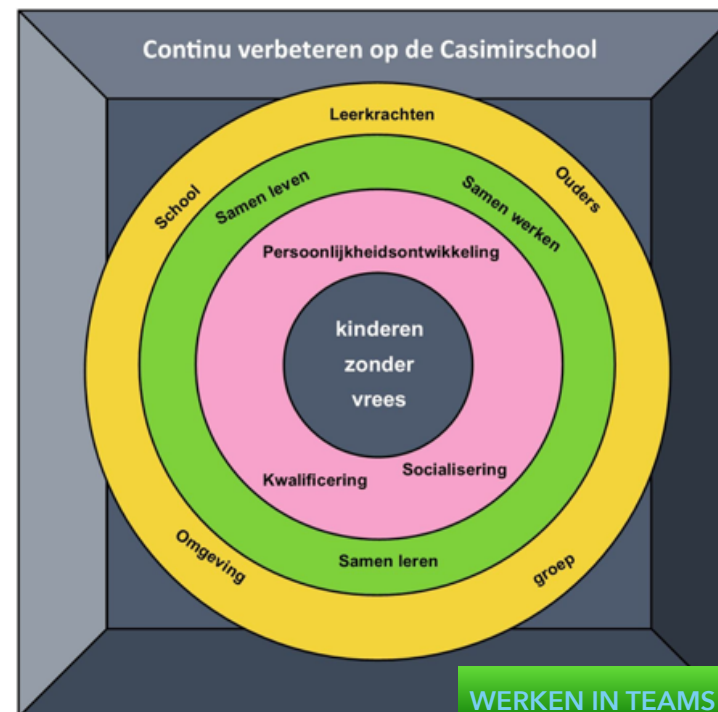 Continu verbeteren op de Casimirschool
Leerkrachten
School
Ouders
Samen leven
Samen werken
Persoonlijkheidsontwikkeling
kinderen
zonder
vrees
Kwalificering
Socialisering
Samen leren
Omgeving
groep
WERKEN IN TEAMS